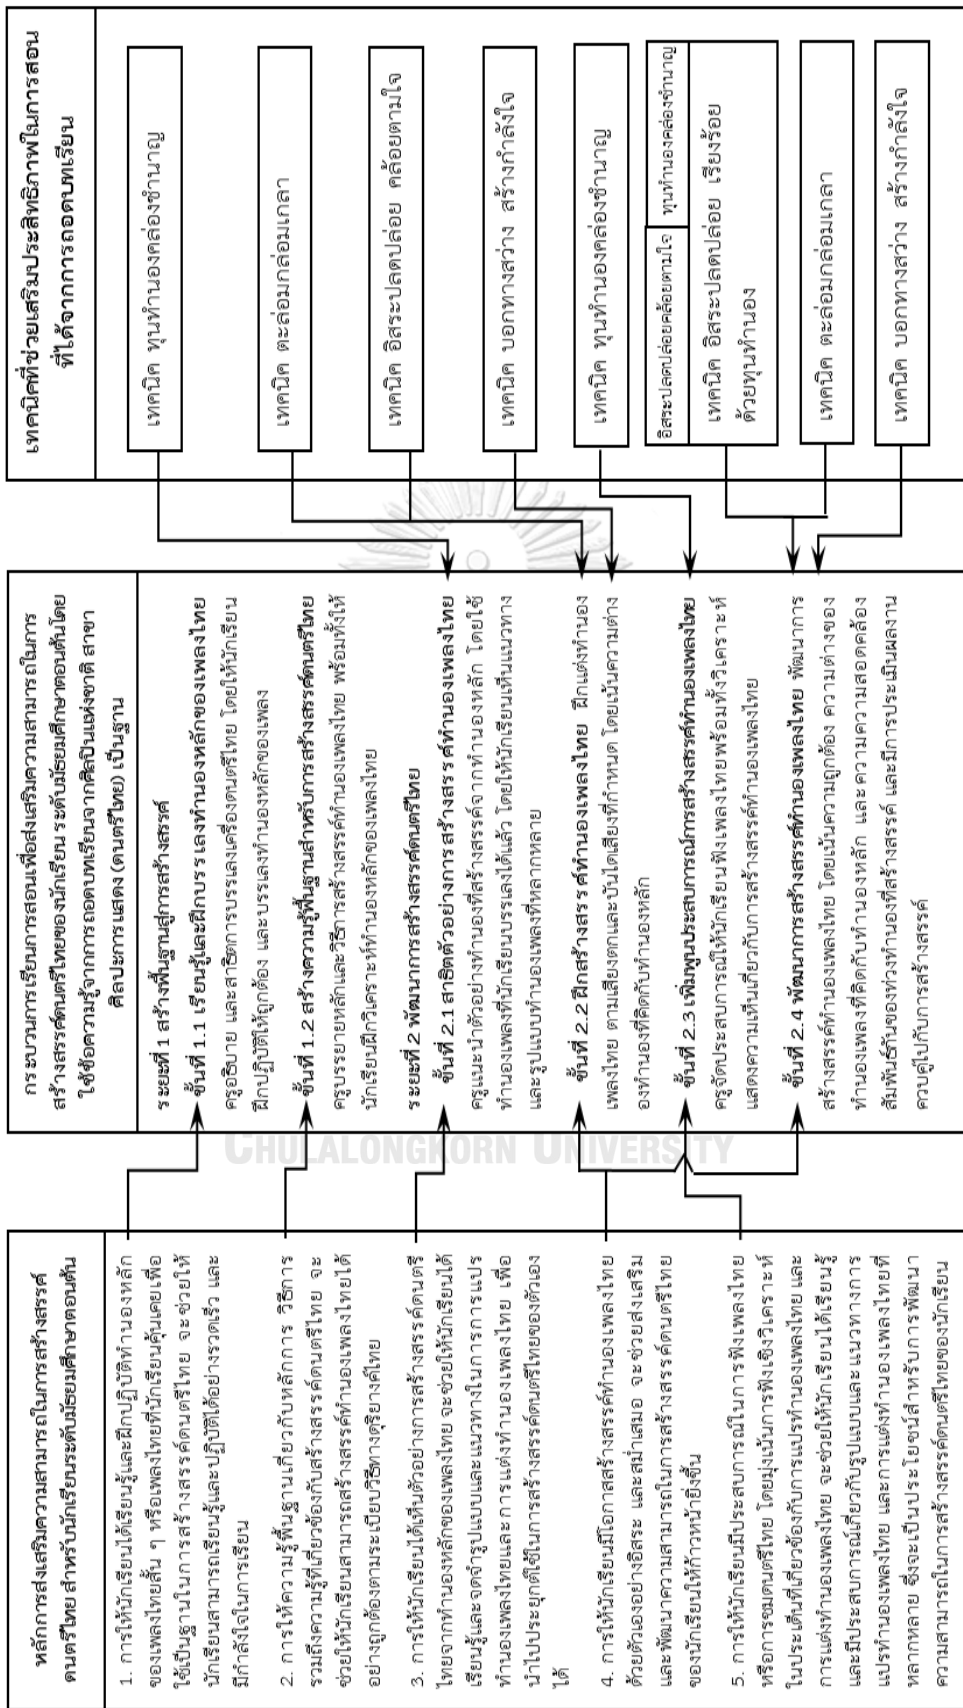 หลักการส่งเสริมความสามารถในการสร้างสรรค์
ดนตรีไทย สำหรับนักเรียนระดับมัธยมศึกษาตอนต้น
1. การให้นักเรียนได้เรียนรู้และฝึกปฏิบัติทำนองหลัก
ของเพลงไทยสั้น ๆ หรือเพลงไทยที่นักเรียนคุ้นเคยเพื่อ
ใช้เป็นฐานในการสร้างสรรค์ดนตรีไทย จะช่วยให้
นักเรียนสามารถเรียนรู้และปฏิบัติได้อย่างรวดเร็ว และ
มีกำลังใจในการเรียน
2. การให้ความรู้พื้นฐานเกี่ยวกับหลักการ วิธีการ
รวมถึงความรู้ที่เกี่ยวข้องกับสร้างสรรค์ดนตรีไทย จะ
ช่วยให้นักเรียนสามารถสร้างสรรค์ทำนองเพลงไทยได้
อย่างถูกต้องตามระเบียบวิธีทางดุริยางค์ไทย
3. การให้นักเรียนได้เห็นตัวอย่างการสร้างสรรค์ดนตรี
ไทยจากทำนองหลักของเพลงไทย จะช่วยให้นักเรียนได้
เรียนรู้และจดจำรูปแบบและแนวทางในการการแปร
ทำนองเพลงไทยและการแต่งทำนองเพลงไทย เพื่อ
นำไปประยุกต์ใช้ในการสร้างสรรค์ดนตรีไทยของตัวเอง
ได้
4. การให้นักเรียนมีโอกาสสร้างสรรค์ทำนองเพลงไทย
ด้วยตัวเองอย่างอิสระ และสม่ำเสมอ จะช่วยส่งเสริม
และพัฒนาความสามารถในการสร้างสรรค์ดนตรีไทย
ของนักเรียนให้ก้าวหน้ายิ่งขึ้น
5. การให้นักเรียนมีประสบการณ์ในการฟังเพลงไทย
หรือการชมดนตรีไทย โดยมุ่งเน้นการฟังเชิงวิเคราะห์
ในประเด็นที่เกี่ยวข้องกับการแปรทำนองเพลงไทย และ
การแต่งทำนองเพลงไทย จะช่วยให้นักเรียนได้เรียนรู้
และมีประสบการณ์เกี่ยวกับรูปแบบและแนวทางการ
แปรทำนองเพลงไทย และการแต่งทำนองเพลงไทยที่
หลากหลาย ซึ่งจะเป็นประโยชน์สำหรับการพัฒนา
ความสามารถในการสร้างสรรค์ดนตรีไทยของนักเรียน
กระบวนการเรียนการสอนเพื่อส่งเสริมความสามารถในการ
สร้างสรรค์ดนตรีไทยของนักเรียน ระดับมัธยมศึกษาตอนต้นโดย
ใช้ข้อความรู้จากการถอดบทเรียนจากศิลปินแห่งชาติ สาขา
ศิลปะการแสดง (ดนตรีไทย) เป็นฐาน
ระยะที่ 1 สร้างพื้นฐานสู่การสร้างสรรค์
ขั้นที่ 1.1 เรียนรู้และฝึกบรรเลงทำนองหลักของเพลงไทย
ครูอธิบาย และสาธิตการบรรเลงเครื่องดนตรีไทย โดยให้นักเรียน
ฝึกปฏิบัติให้ถูกต้อง และบรรเลงทำนองหลักของเพลง
ขั้นที่ 1.2 สร้างความรู้พื้นฐานสำหรับการสร้างสรรค์ดนตรีไทย
ครูบรรยายหลักและวิธีการสร้างสรรค์ทำนองเพลงไทย พร้อมทั้งให้
นักเรียนฝึกวิเคราะห์ทำนองหลักของเพลงไทย
ระยะที่ 2 พัฒนาการสร้างสรรค์ดนตรีไทย
ขั้นที่ 2.1 สาธิตตัวอย่างการสร้างสรรค์ทำนองเพลงไทย
ครูแนะนำตัวอย่างทำนองที่สร้างสรรค์จากทำนองหลัก โดยใช้
ทำนองเพลงที่นักเรียนบรรเลงได้แล้ว โดยให้นักเรียนเห็นแนวทาง
และรูปแบบทำนองเพลงที่หลากหลาย
ขั้นที่ 2.2 ฝึกสร้างสรรค์ทำนองเพลงไทย ฝึกแต่งทำนอง
เพลงไทย ตามเสียงตกและบันไดเสียงที่กำหนด โดยเน้นความต่าง
องทำนองที่คิดกับทำนองหลัก
ขั้นที่ 2.3 เพิ่มพูนประสบการณ์การสร้างสรรค์ทำนองเพลงไทย
ครูจัดประสบการณ์ให้นักเรียนฟังเพลงไทยพร้อมทั้งวิเคราะห์
แสดงความเห็นเกี่ยวกับการสร้างสรรค์ทำนองเพลงไทย
ขั้นที่ 2.4 พัฒนาการสร้างสรรค์ทำนองเพลงไทย พัฒนาการ
สร้างสรรค์ทำนองเพลงไทย โดยเน้นความถูกต้อง ความต่างของ
ทำนองเพลงที่คิดกับทำนองหลัก และความความสอดคล้อง
สัมพันธ์กันของท่วงทำนองที่สร้างสรรค์ และมีการประเมินผลงาน
ควบคู่ไปกับการสร้างสรรค์
เทคนิคที่ช่วยเสริมประสิทธิภาพในการสอน
ที่ได้จากการถอดบทเรียน
เทคนิค ทุนทำนองคล่องชำนาญ
เทคนิค ตะล่อมกล่อมเกลา
เทคนิค อิสระปลดปล่อย คล้อยตามใจ
เทคนิค บอกทางสว่าง สร้างกำลังใจ
เทคนิค ทุนทำนองคล่องชำนาญ
อิสระปลดปล่อยคล้อยตามใจ ทุนทำนองคล่องชำนาญ
เทคนิค อิสระปลดปล่อย เรียงร้อย
ด้วยทุนทำนอง
เทคนิค ตะล่อมกล่อมเกลา
เทคนิค บอกทางสว่าง สร้างกำลังใจ
CHULALONGKORN UNIVERSITY